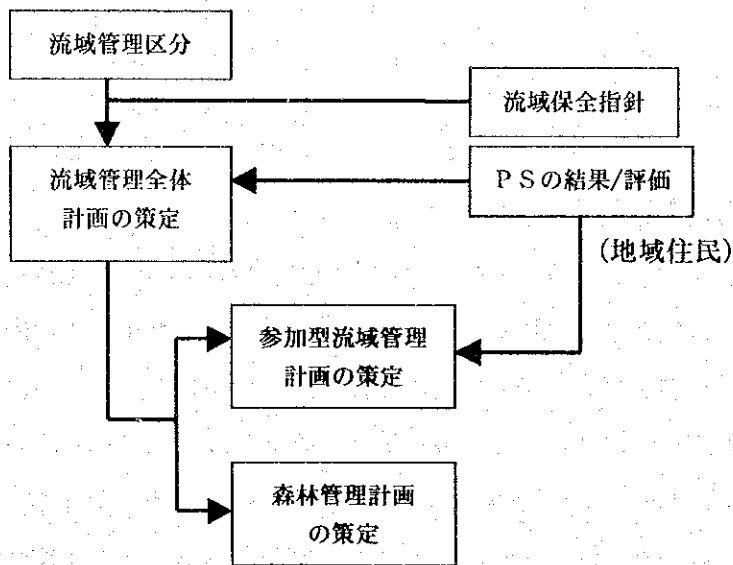 流域管理区分
流域保全指針
流域管理全体
計画の策定
PSの結果/評価
(地域住民)
参加型流域管理
計画の策定
森林管理計画
の策定